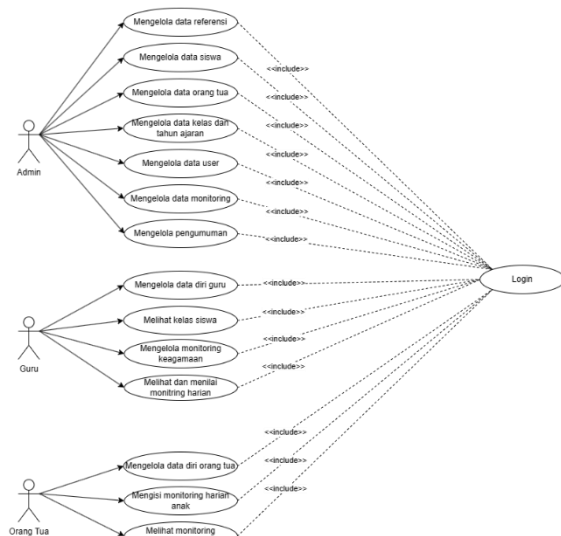 Mengelola data referensi
Mengelola data siswa
<<include>>
Mengelola data orang tua
<<include>>
Mengelola data kelas dan
tahun ajaran
<<include>>
Admin
Mengelola data user
<<include>>
Mengelola data monitoring
<<include>>
Mengelola pengumuman
<<include>>
Login
Mengelola data diri guru
<<include>>
Melihat kelas siswa
<<include>>
Mengelola monitoring
keagamaan
<<include>>
Guru
Melihat dan menilai
monitring harian
<<include>>
Mengelola data diri orang tua
<<include>>
Mengisi monitoring harian
anak
<<include>>
Orang Tua
Melihat monitoring
<<include>>